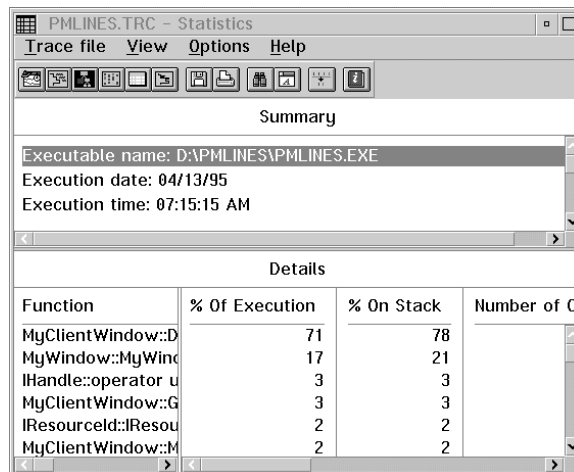 PMLINES.TRC - Statistics
Trace file View Options Help
Summary
Executable name: D:\PMLINES\PMLINES.EXE
Execution date: 04/13/95
Execution time: 07:15:15 AM
Details
Function % Of Execution % On Stack Number of C
MyClientWindow::D 71 78
MyWindow::MyWind 17 21
IHandle::operator u 3 3
MyClientWindow::G 3 3
IResourceId::IResou 2 2
MyClientWindow::M 2 2